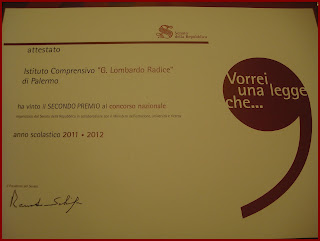 Senato
della Repubblica
attestato
Istituto Comprensivo "G. Lombardo Radice"
di Palermo
ha vinto il SECONDO PREMIO al concorso nazionale
anno scolastico 2011 • 2012
Vorrei
una legge
che...